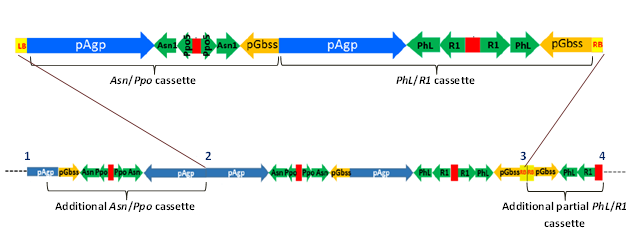 LB pAgp Asn1 Ppo5 Ppo5 Asn1 pGbss pAgp PhL R1 R1 PhL pGbss RB
Asn/Ppo cassette PhL/R1 cassette
1 2 3 4
pAgp pGbss Asn Ppo Ppo Asn pAgp pAgp Asn Ppo Ppo Asn pGbss pAgp PhL R1 R1 PhL pGbss pGbss PhL R1
Additional Asn/Ppo cassette Additional partial PhL/R1
cassette